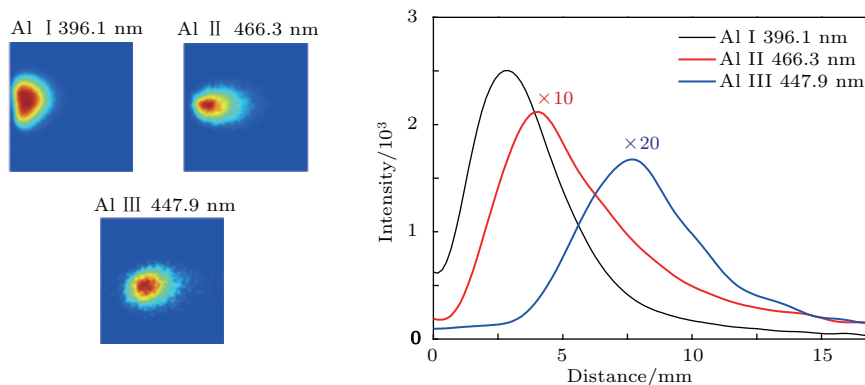 Al Ⅰ 396.1 nm
Al Ⅱ 466.3 nm
Al Ⅲ 447.9 nm
3
2
1
0
Intensity/10³
Al I 396.1 nm
Al II 466.3 nm
Al III 447.9 nm
×10
×20
0 5 10 15
Distance/mm